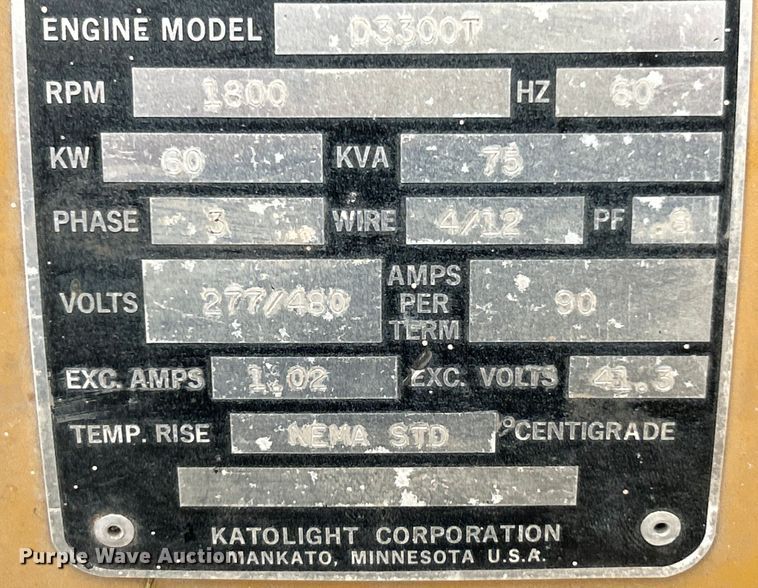 ENGINE MODEL D3300T
RPM 1800 HZ 60
KW 60 KVA 75
PHASE 3 WIRE 4/12 PF .8
VOLTS 277/480 AMPS PER TERM 90
EXC. AMPS 1.02 EXC. VOLTS 41.3
TEMP. RISE NEMA STD °CENTIGRADE
KATOLIGHT CORPORATION
MANKATO, MINNESOTA U.S.A.
Purple Wave Auction